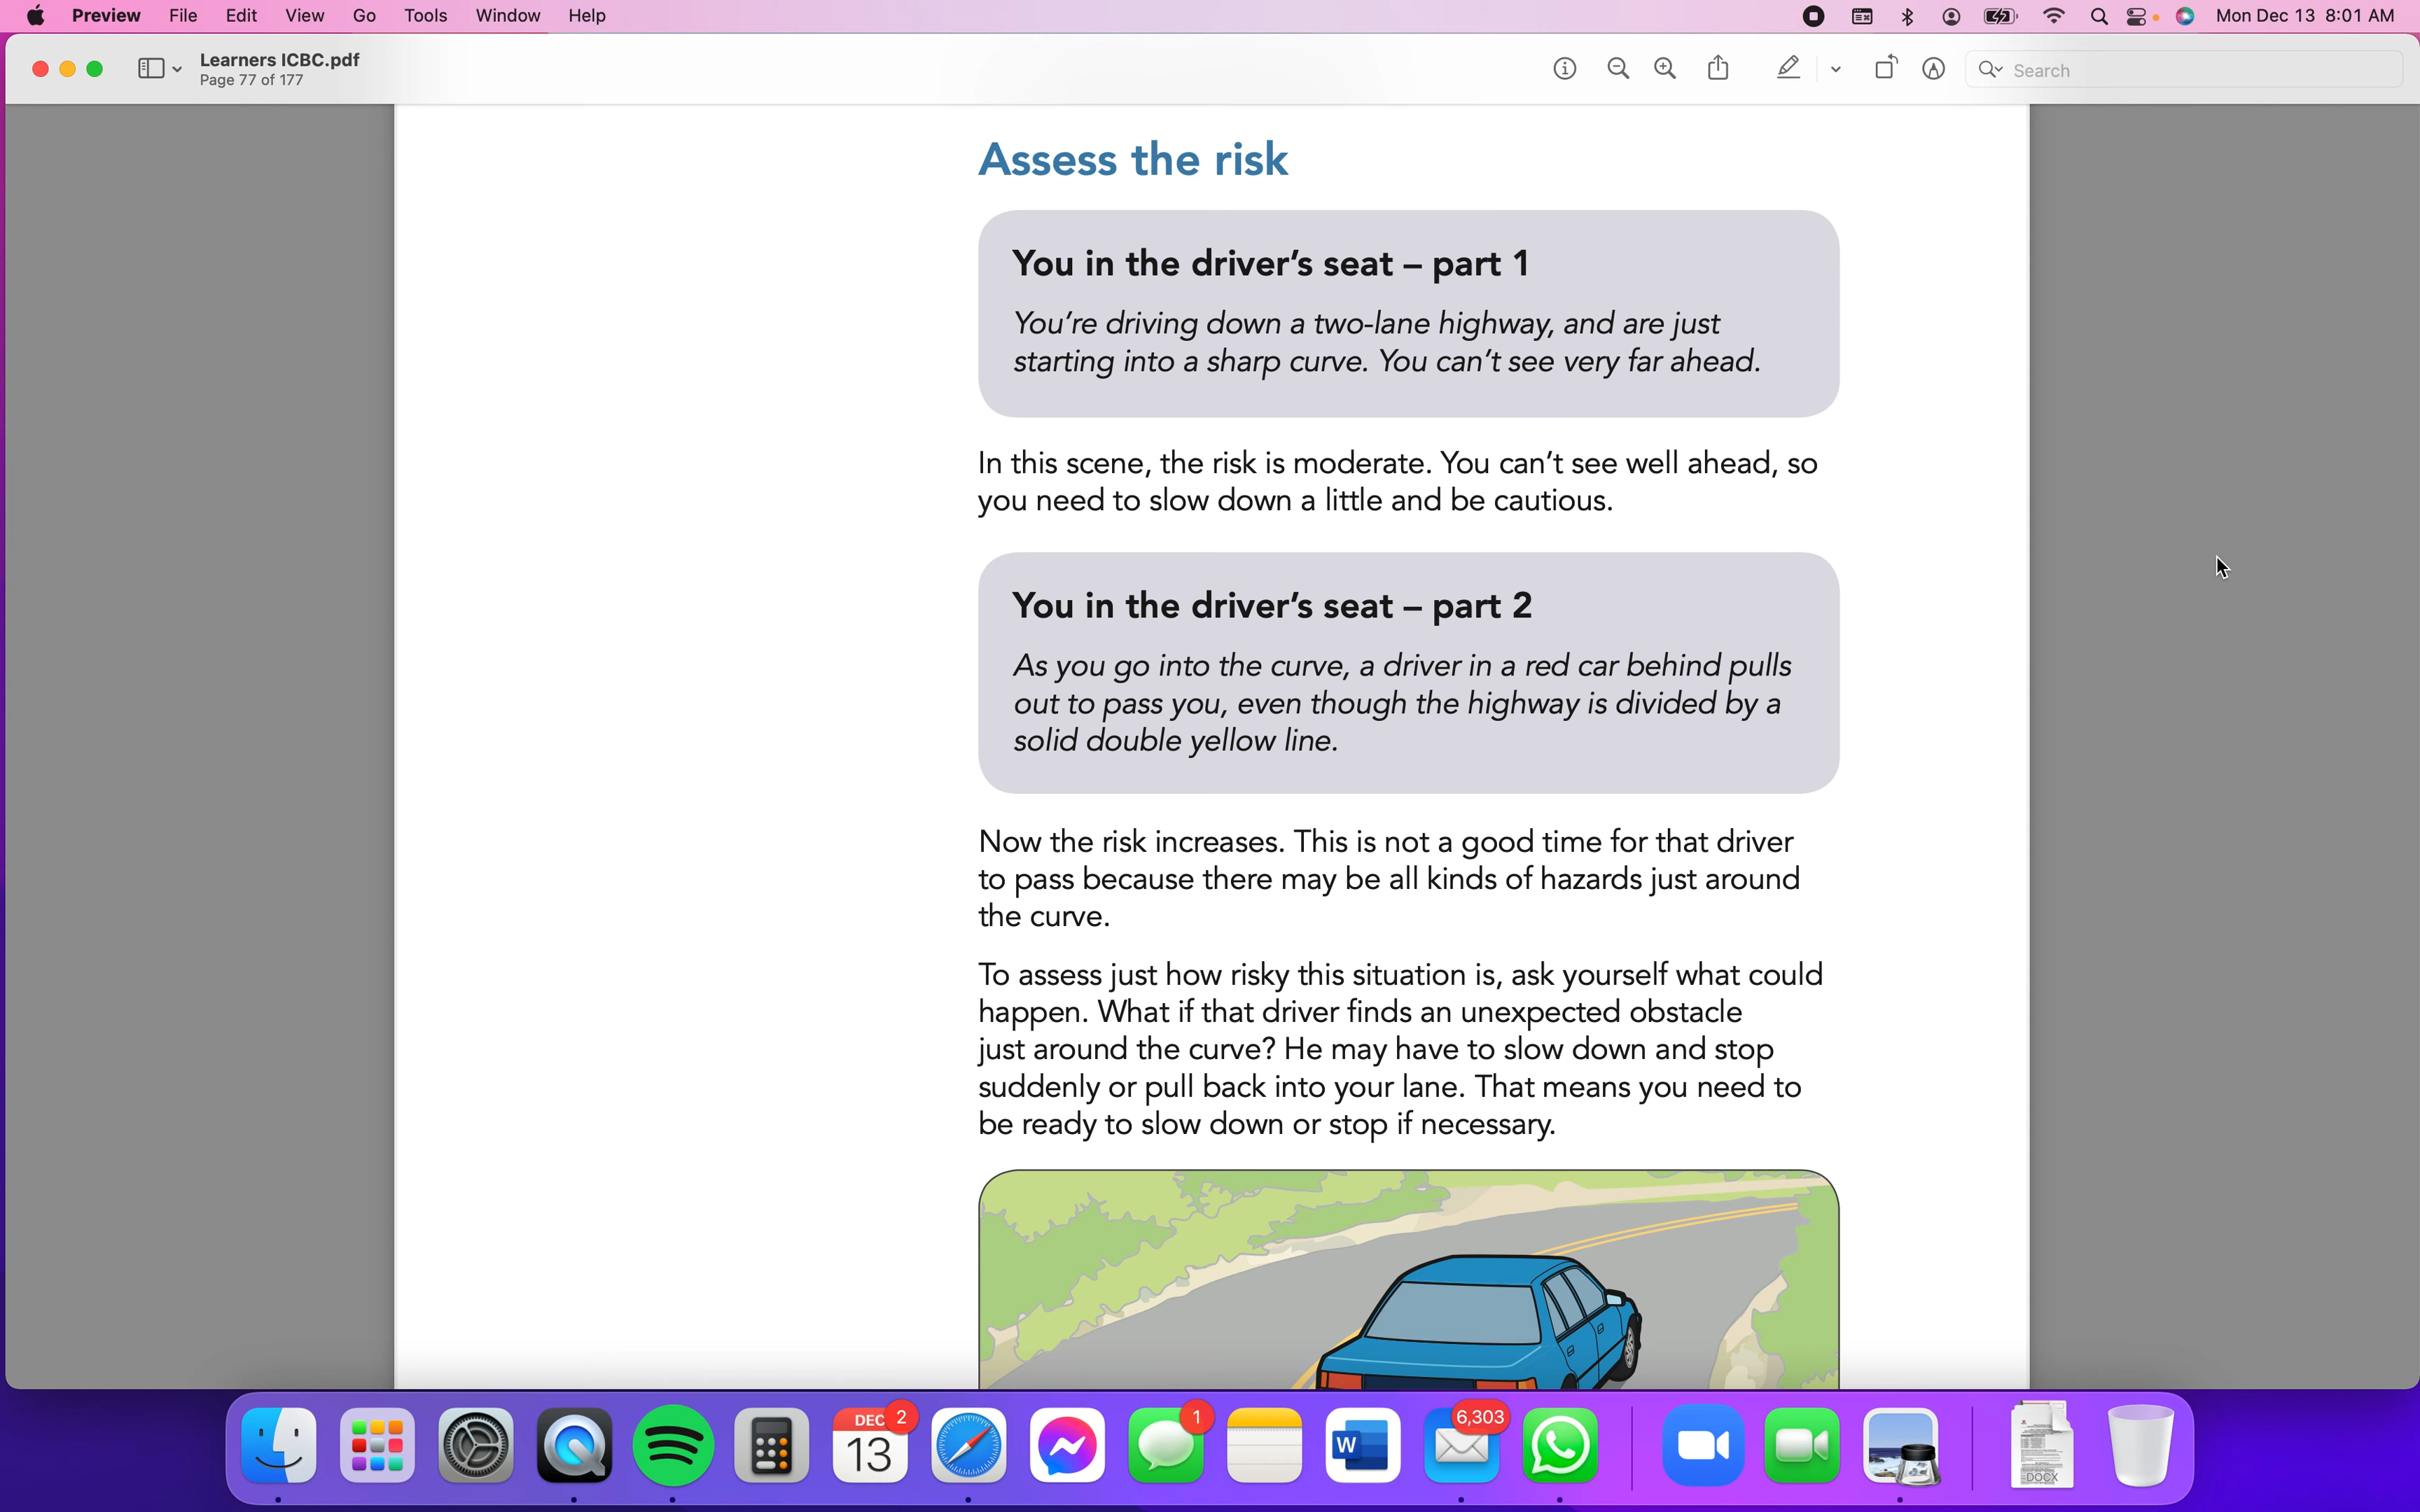 Preview File Edit View Go Tools Window Help Mon Dec 13 8:01 AM
Learners ICBC.pdf
Page 77 of 177
Search
Assess the risk
You in the driver's seat – part 1
You're driving down a two-lane highway, and are just
starting into a sharp curve. You can't see very far ahead.
In this scene, the risk is moderate. You can't see well ahead, so
you need to slow down a little and be cautious.
You in the driver's seat – part 2
As you go into the curve, a driver in a red car behind pulls
out to pass you, even though the highway is divided by a
solid double yellow line.
Now the risk increases. This is not a good time for that driver
to pass because there may be all kinds of hazards just around
the curve.
To assess just how risky this situation is, ask yourself what could
happen. What if that driver finds an unexpected obstacle
just around the curve? He may have to slow down and stop
suddenly or pull back into your lane. That means you need to
be ready to slow down or stop if necessary.
DEC 2 1 6,303
13 W DOCX